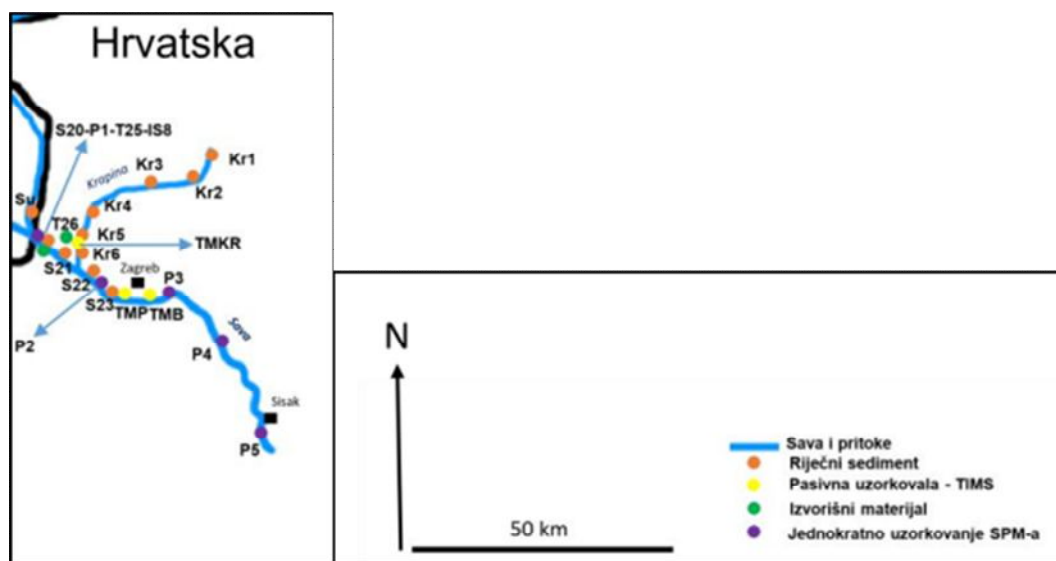 Hrvatska
S20-P1-T25-IS8
Kr3
Kr1
Krapina
Kr2
Su
Kr4
T26
Kr5
TMKR
Kr6
S21
Zagreb
S22
P3
S23
TMP
TMB
Sava
P2
P4
Sisak
P5
N
50 km
Sava i pritoke
Riječni sediment
Pasivna uzorkovala - TIMS
Izvorišni materijal
Jednokratno uzorkovanje SPM-a